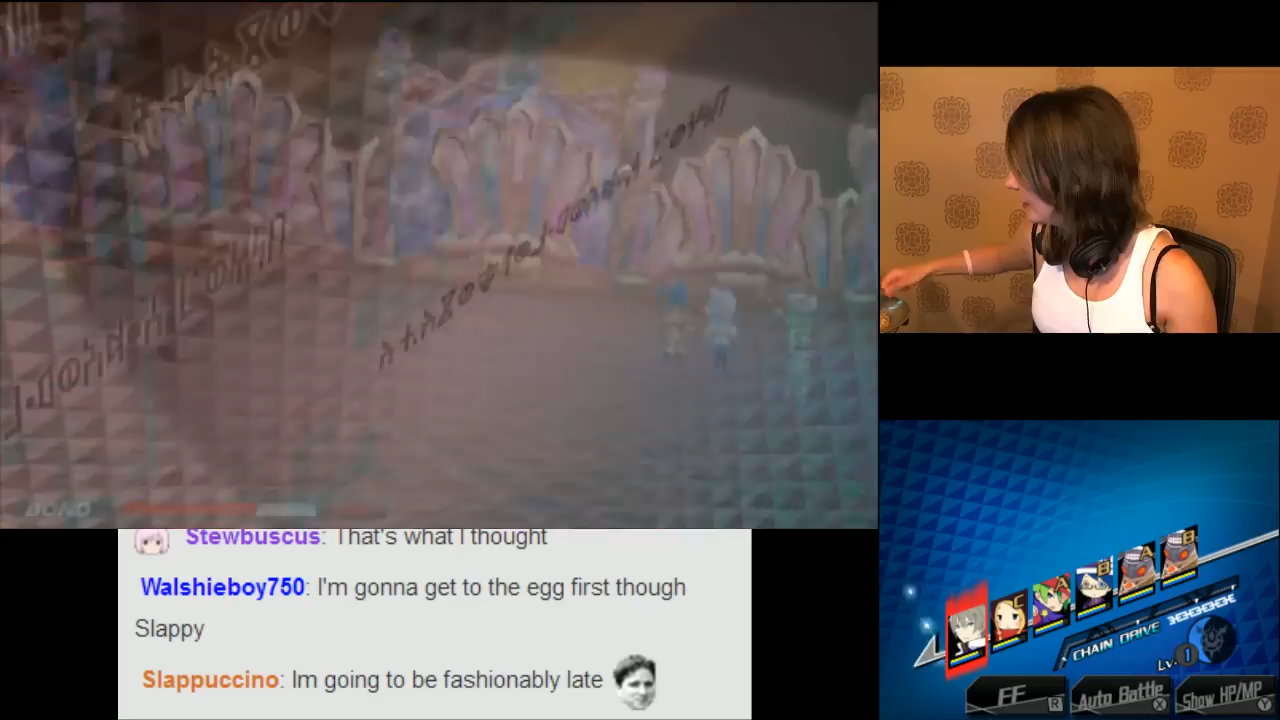 BOND
Stewbuscus: That's what I thought
Walshieboy750: I'm gonna get to the egg first though
Slappy
Slappuccino: Im going to be fashionably late
C
A
B
A
B
CHAIN DRIVE
Lv. 1
FF R
Auto Battle X
Show HP/MP Y